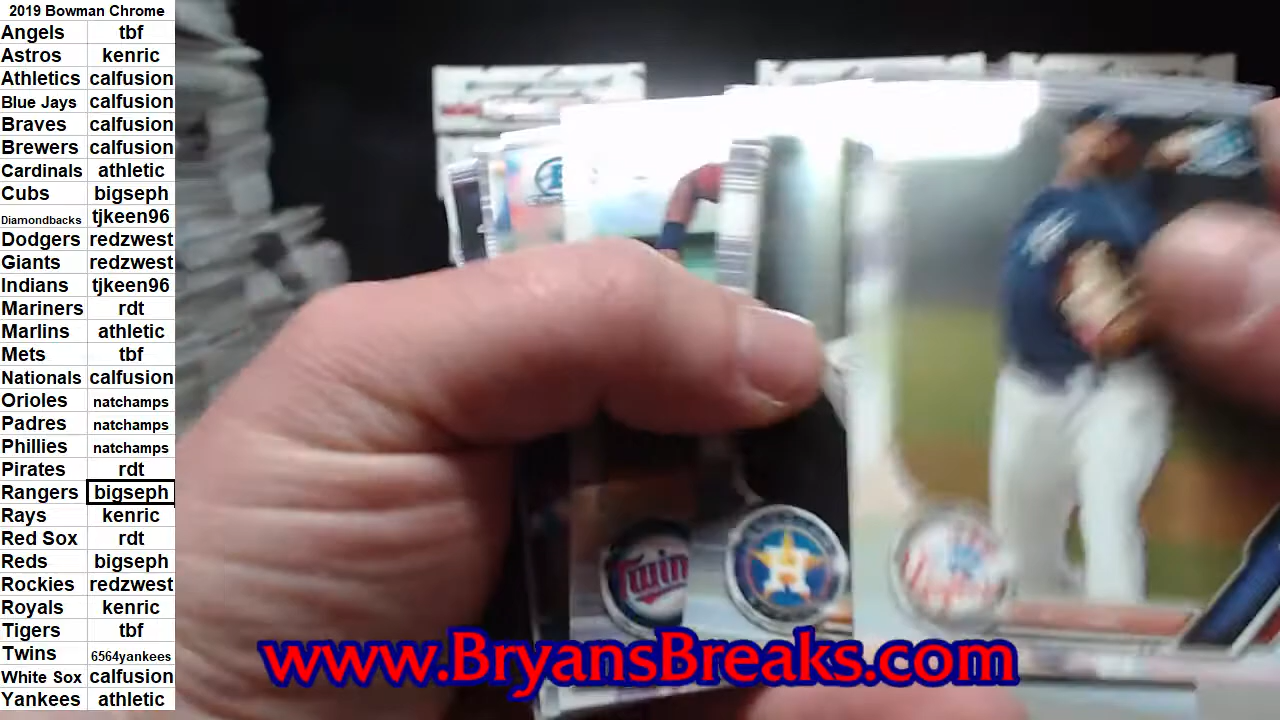 2019 Bowman Chrome
Angels tbf
Astros kenric
Athletics calfusion
Blue Jays calfusion
Braves calfusion
Brewers calfusion
Cardinals athletic
Cubs bigseph
Diamondbacks tjkeen96
Dodgers redzwest
Giants redzwest
Indians tjkeen96
Mariners rdt
Marlins athletic
Mets tbf
Nationals calfusion
Orioles natchamps
Padres natchamps
Phillies natchamps
Pirates rdt
Rangers bigseph
Rays kenric
Red Sox rdt
Reds bigseph
Rockies redzwest
Royals kenric
Tigers tbf
Twins 6564yankees
White Sox calfusion
Yankees athletic
Twin
H
www.BryansBreaks.com